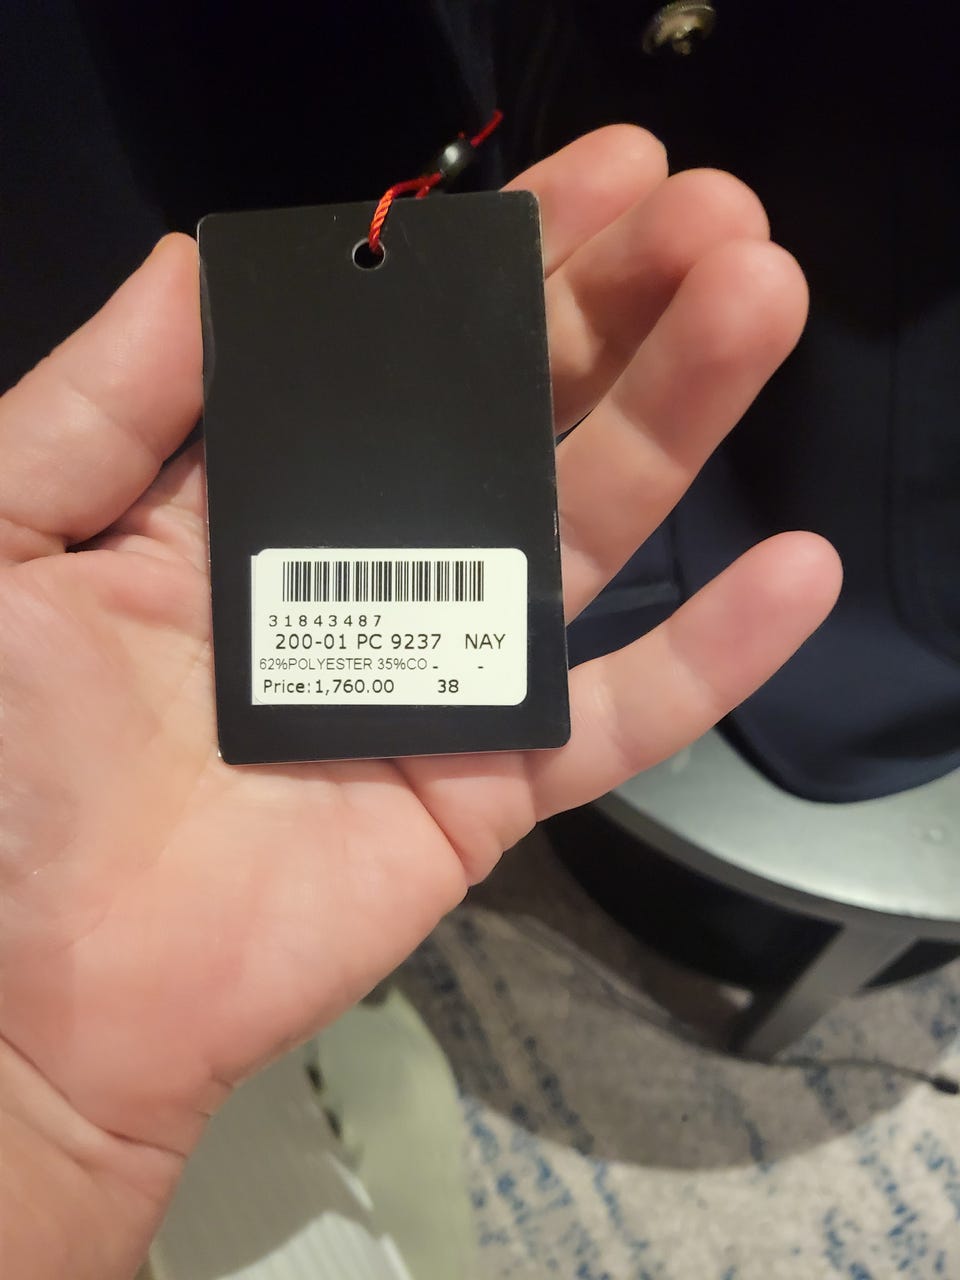 31843487
200-01 PC 9237 NAY
62%POLYESTER 35%CO - -
Price:1,760.00 38